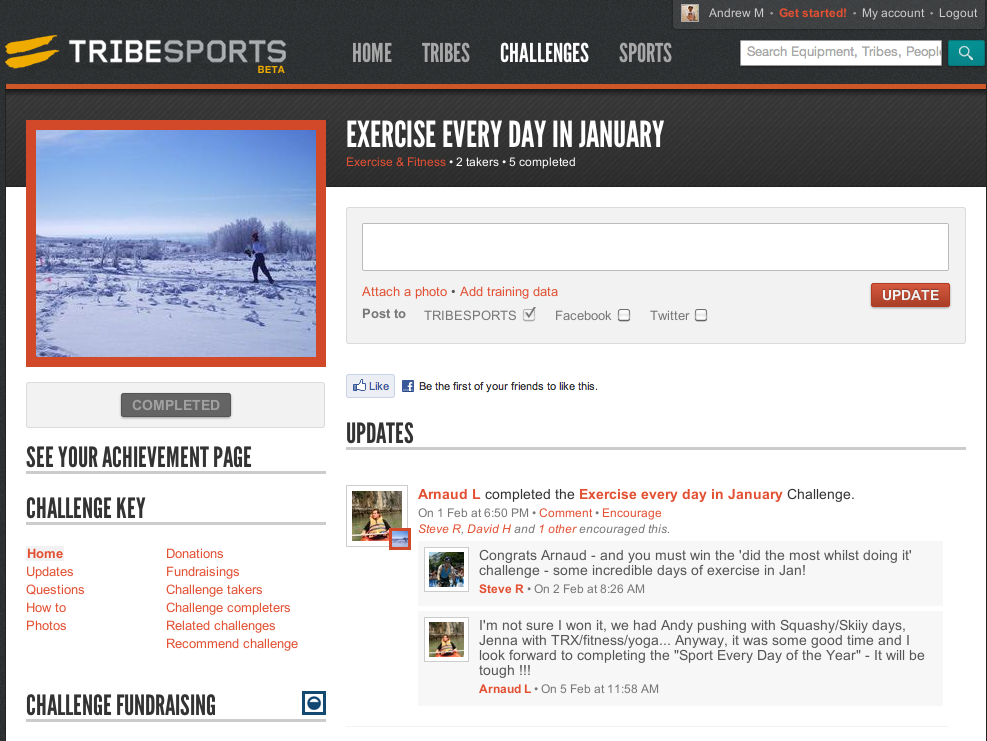 Andrew M • Get started! • My account • Logout
TRIBESPORTS
BETA
HOME TRIBES CHALLENGES SPORTS
Search Equipment, Tribes, People
EXERCISE EVERY DAY IN JANUARY
Exercise & Fitness • 2 takers • 5 completed
Attach a photo • Add training data
UPDATE
Post to TRIBESPORTS Facebook Twitter
COMPLETED
Like
Be the first of your friends to like this.
SEE YOUR ACHIEVEMENT PAGE
CHALLENGE KEY
Home Donations
Updates Fundraisings
Questions Challenge takers
How to Challenge completers
Photos Related challenges
Recommend challenge
CHALLENGE FUNDRAISING
UPDATES
Arnaud L completed the Exercise every day in January Challenge.
On 1 Feb at 6:50 PM • Comment • Encourage
Steve R, David H and 1 other encouraged this.
Congrats Arnaud - and you must win the 'did the most whilst doing it'
challenge - some incredible days of exercise in Jan!
Steve R • On 2 Feb at 8:26 AM
I'm not sure I won it, we had Andy pushing with Squashy/Skiiy days,
Jenna with TRX/fitness/yoga... Anyway, it was some good time and I
look forward to completing the "Sport Every Day of the Year" - It will be
tough !!!
Arnaud L • On 5 Feb at 11:58 AM